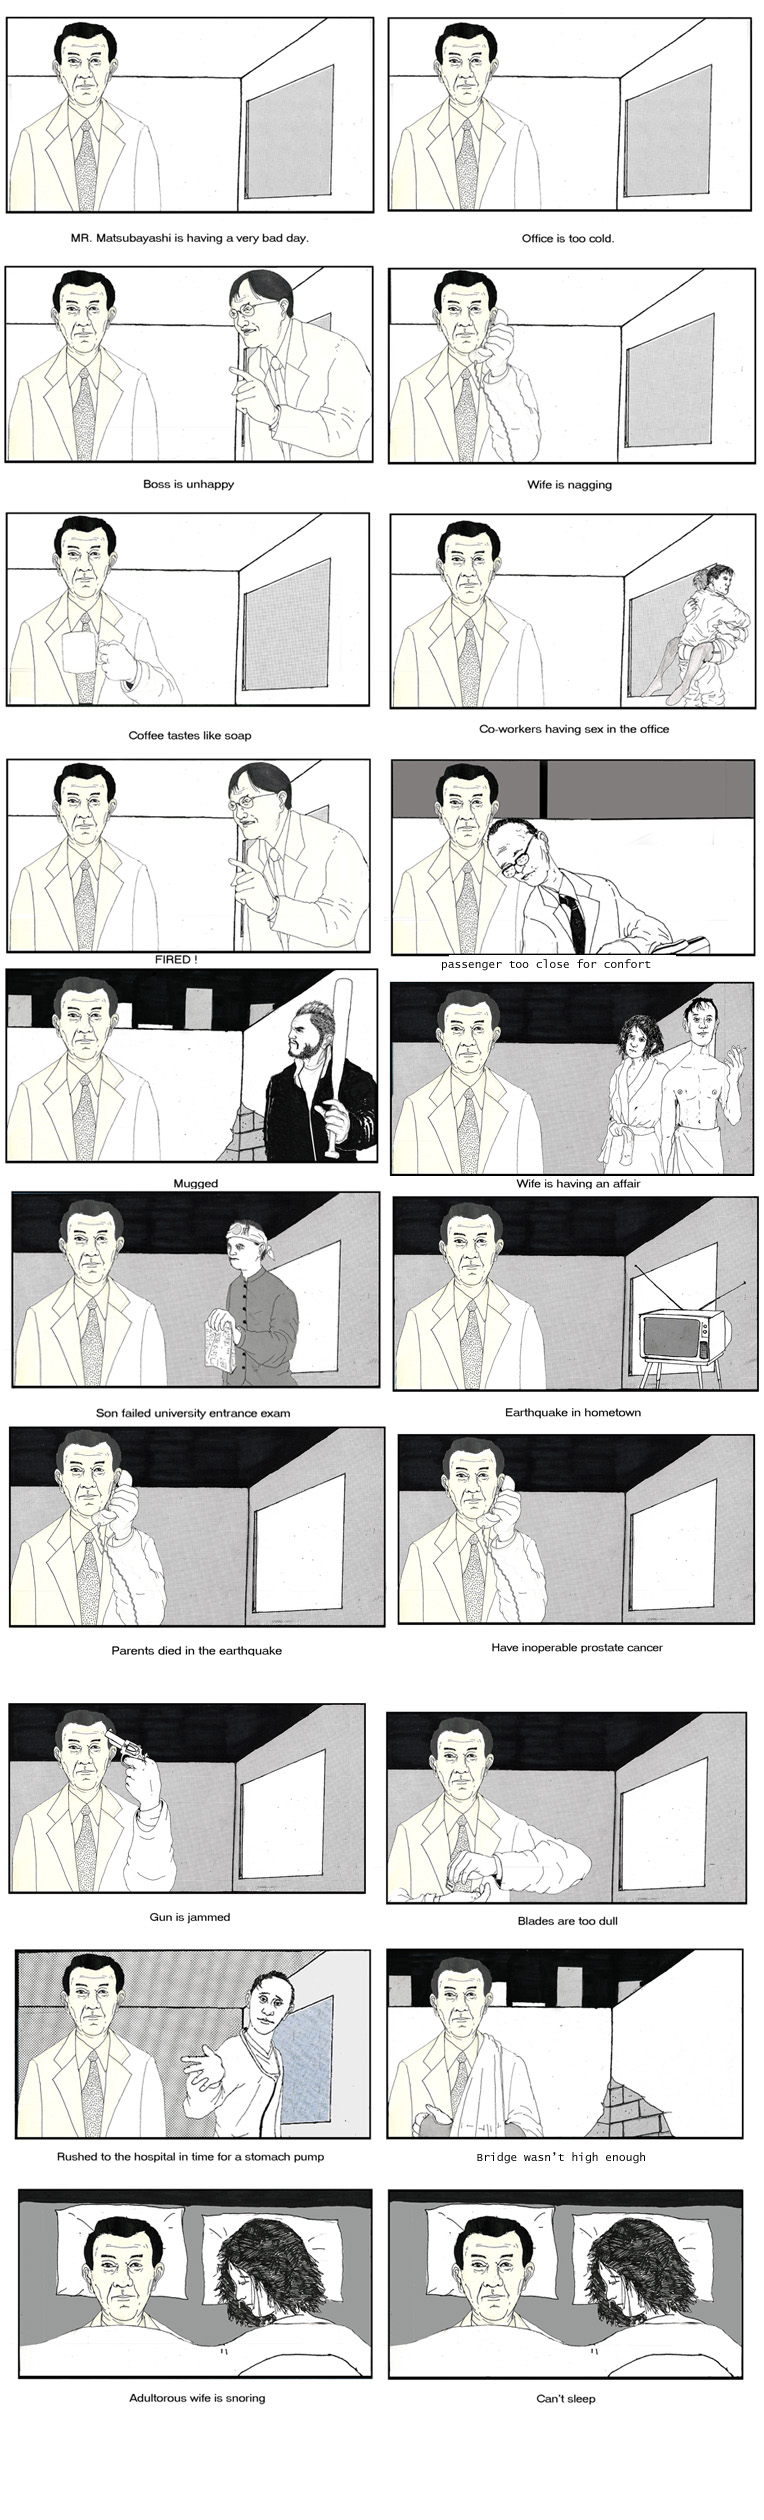 MR. Matsubayashi is having a very bad day.
Office is too cold.
Boss is unhappy
Wife is nagging
Coffee tastes like soap
Co-workers having sex in the office
FIRED !
passenger too close for confort
Mugged
Wife is having an affair
Son failed university entrance exam
Earthquake in hometown
Parents died in the earthquake
Have inoperable prostate cancer
Gun is jammed
Blades are too dull
Rushed to the hospital in time for a stomach pump
Bridge wasn't high enough
Adultorous wife is snoring
Can't sleep